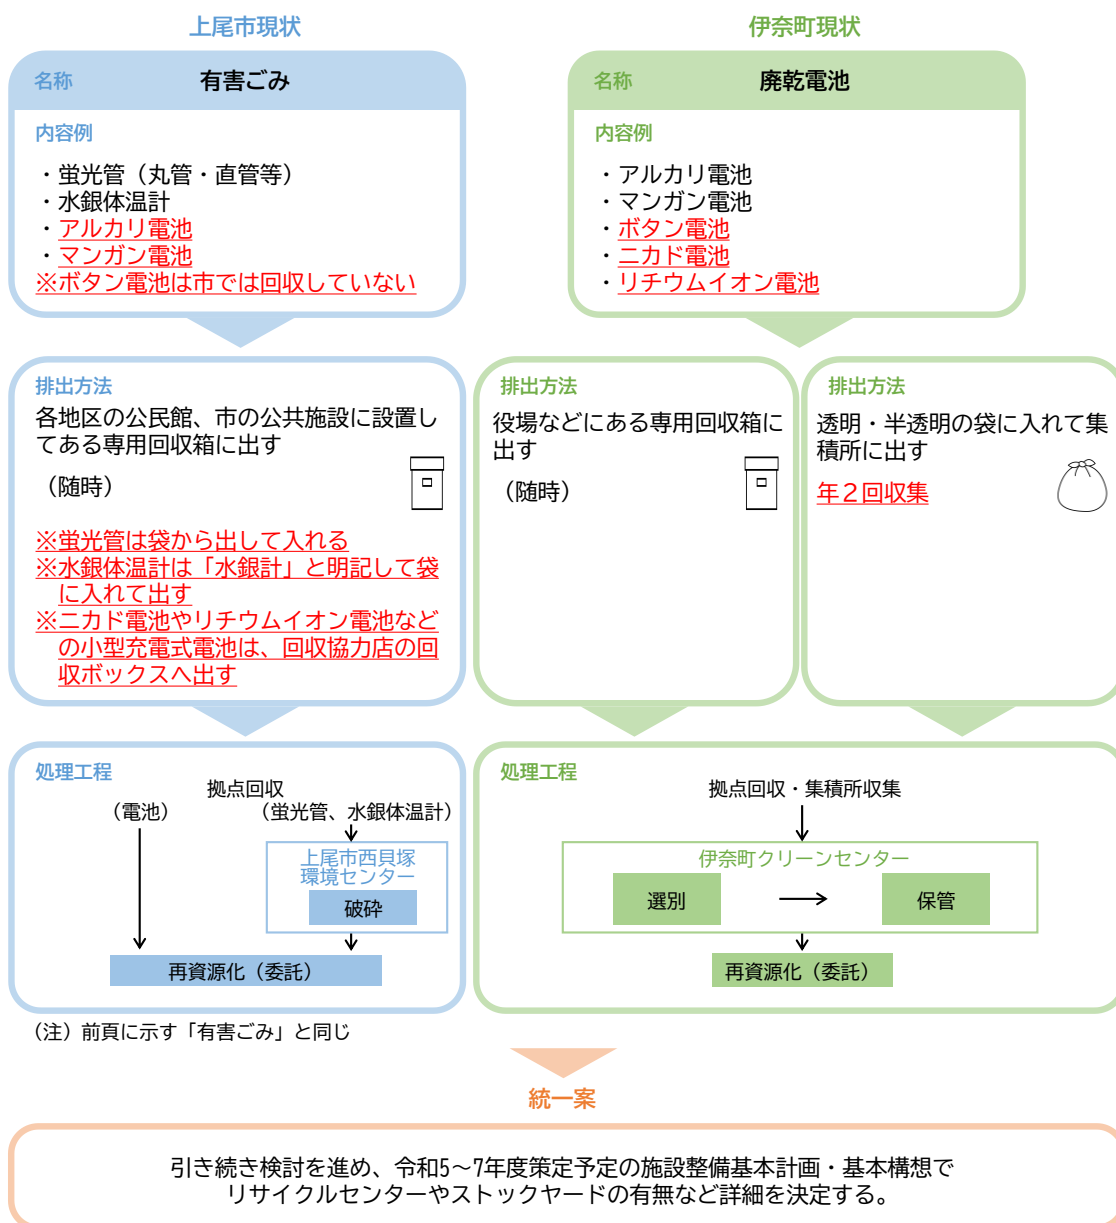 上尾市現状
名称 有害ごみ
内容例
・蛍光管（丸管・直管等）
・水銀体温計
・アルカリ電池
・マンガン電池
※ボタン電池は市では回収していない
伊奈町現状
名称 廃乾電池
内容例
・アルカリ電池
・マンガン電池
・ボタン電池
・ニカド電池
・リチウムイオン電池
排出方法
各地区の公民館、市の公共施設に設置し
てある専用回収箱に出す
（随時）
※蛍光管は袋から出して入れる
※水銀体温計は「水銀計」と明記して袋
に入れて出す
※ニカド電池やリチウムイオン電池など
の小型充電式電池は、回収協力店の回
収ボックスへ出す
排出方法
役場などにある専用回収箱に
出す
（随時）
排出方法
透明・半透明の袋に入れて集
積所に出す
年２回収集
処理工程
拠点回収
（電池）
（蛍光管、水銀体温計）
上尾市西貝塚
環境センター
破砕
再資源化（委託）
処理工程
拠点回収・集積所収集
伊奈町クリーンセンター
選別
保管
再資源化（委託）
（注）前頁に示す「有害ごみ」と同じ
統一案
引き続き検討を進め、令和5～7年度策定予定の施設整備基本計画・基本構想で
リサイクルセンターやストックヤードの有無など詳細を決定する。